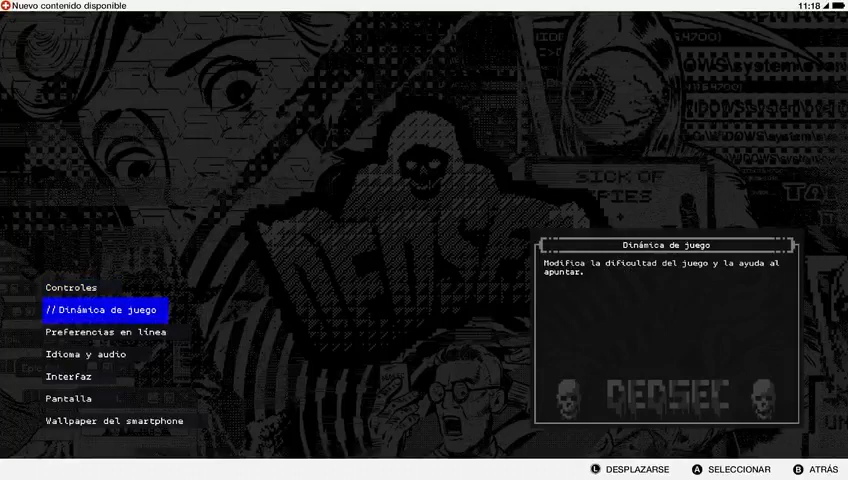 Nuevo contenido disponible
11:18
SICK OF
Controles
//Dinámica de juego
Preferencias en línea
Idioma y audio
Interfaz
Pantalla
Wallpaper del smartphone
Dinámica de juego
Modifica la dificultad del juego y la ayuda al
apuntar.
DEDSEC
L DESPLAZARSE
A SELECCIONAR
B ATRÁS